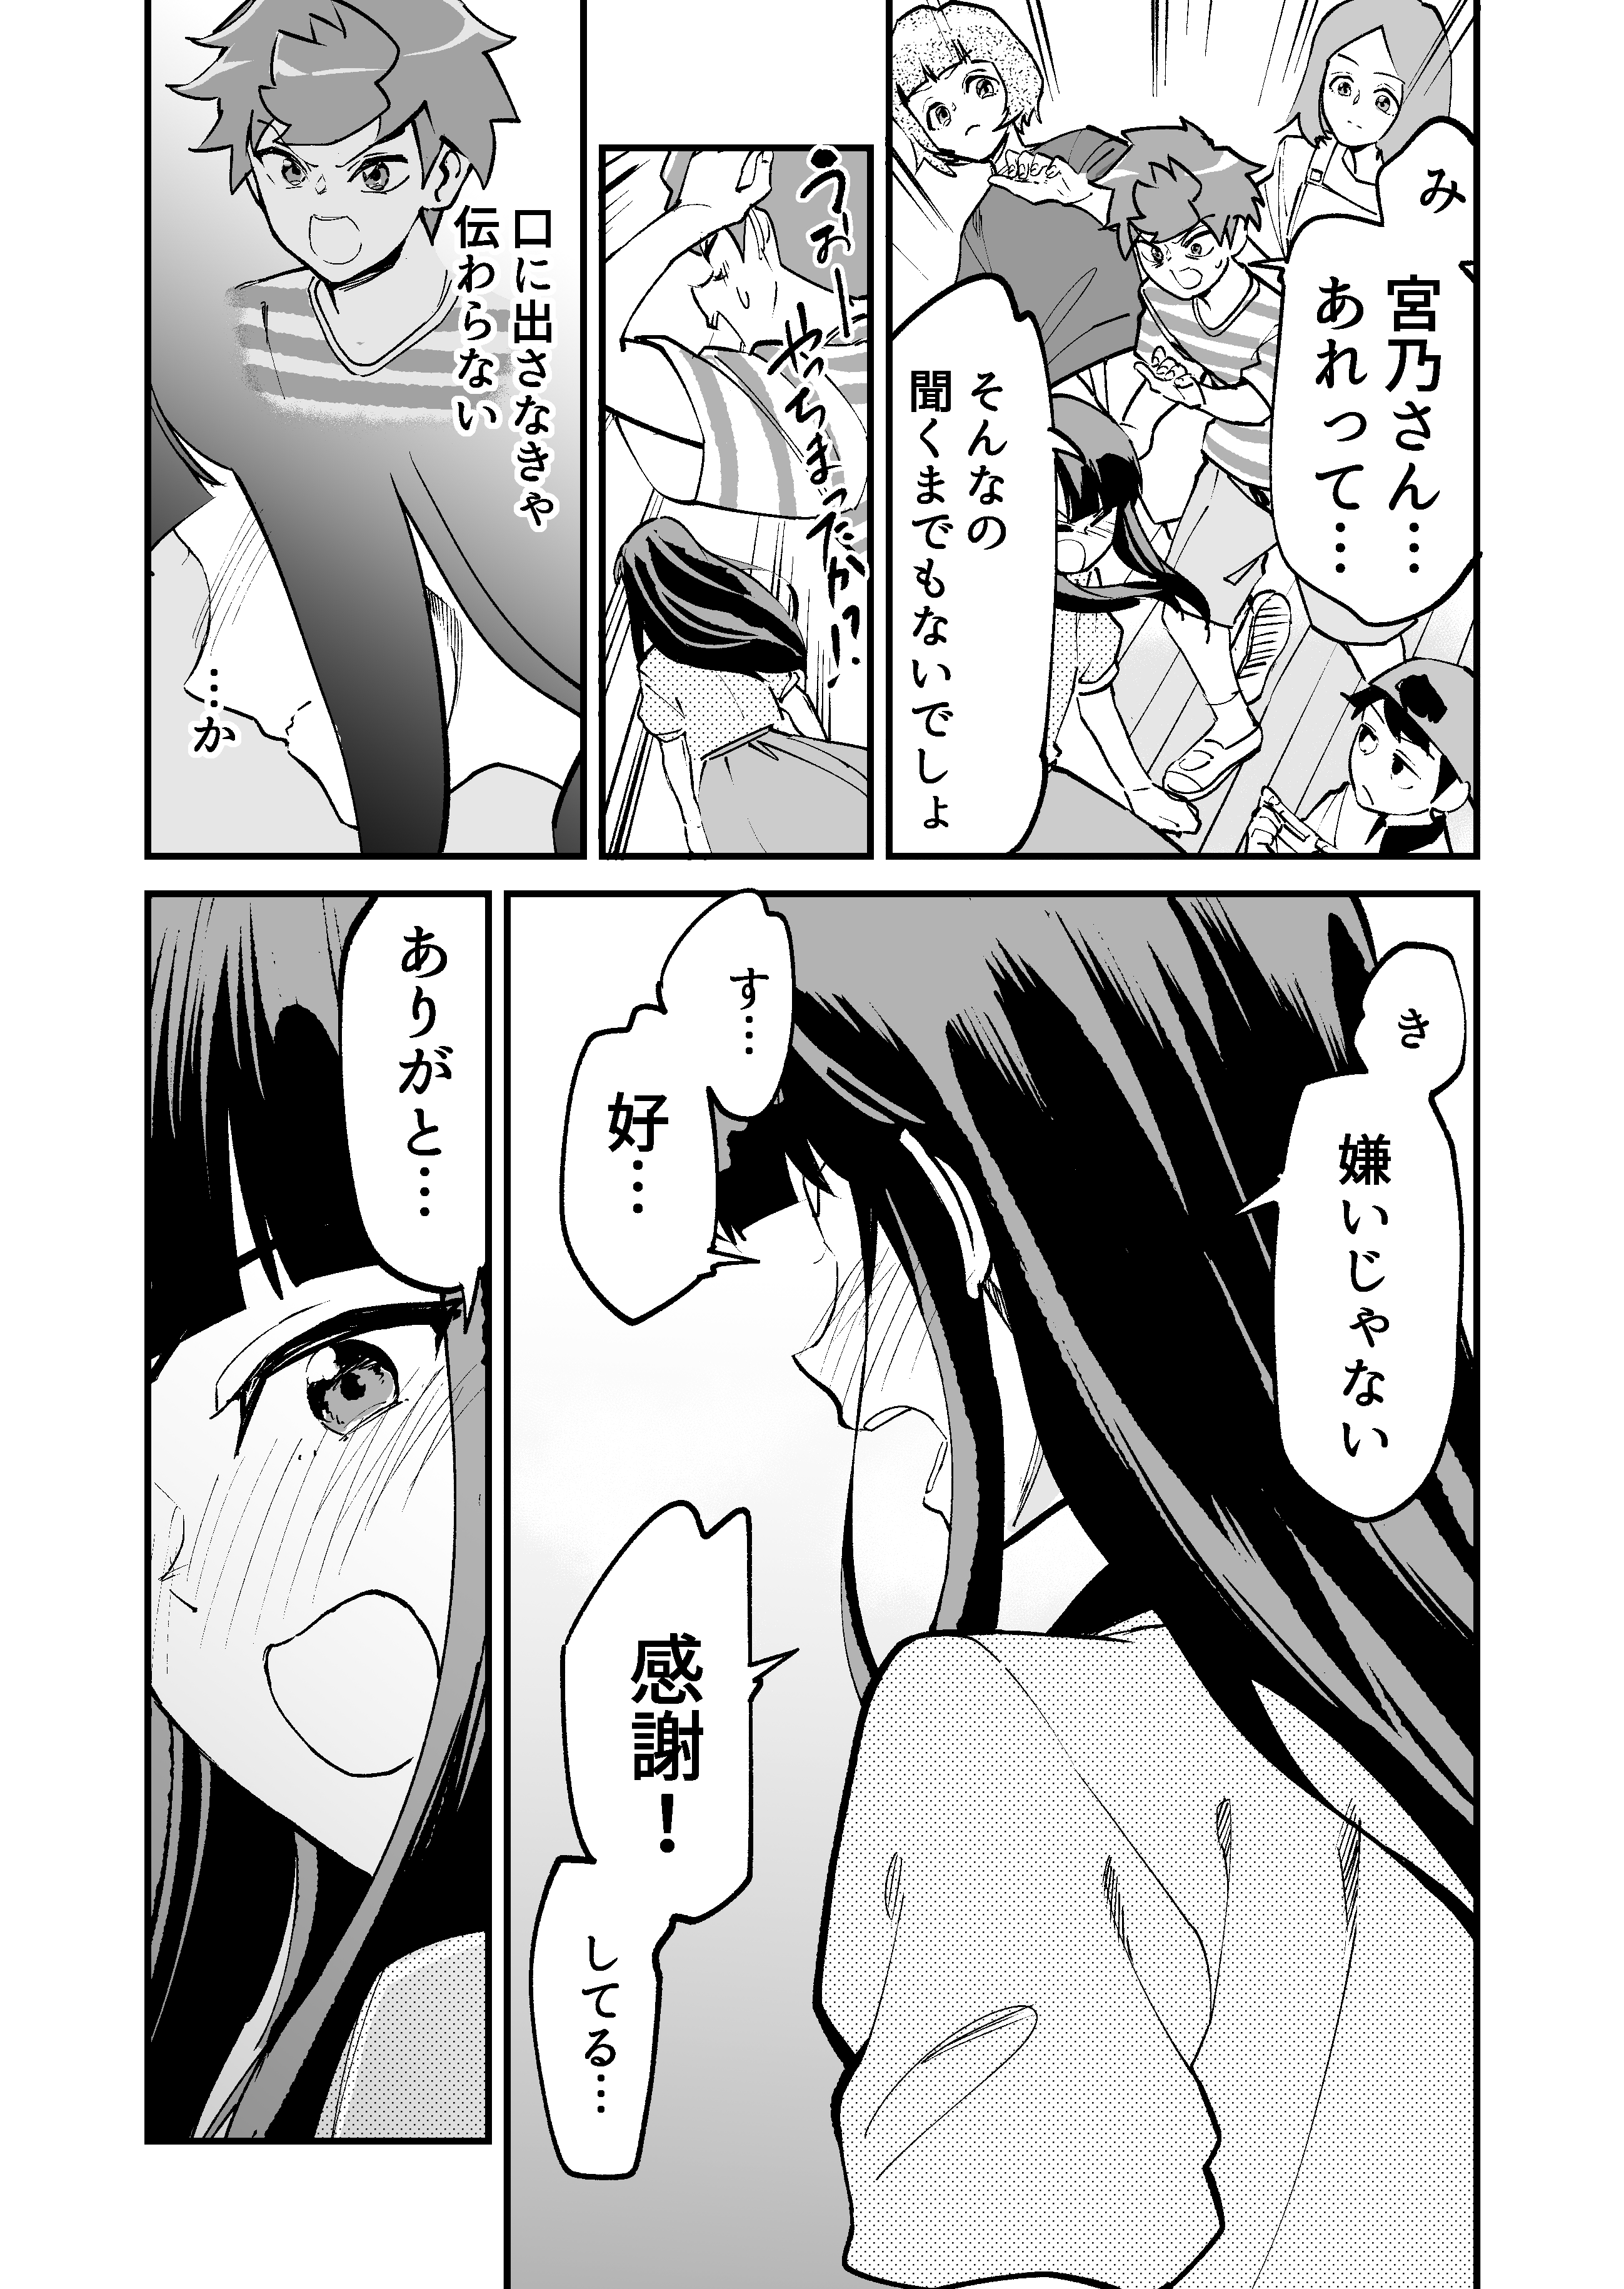 み
宮乃さん…
あれって…
そんなの
聞くまでもないでしょ
うぉー
やっちまったかっ!?
口に出さなきゃ
伝わらない
…か
き
嫌いじゃない
す…
好…
感謝！
してる…
ありがと…